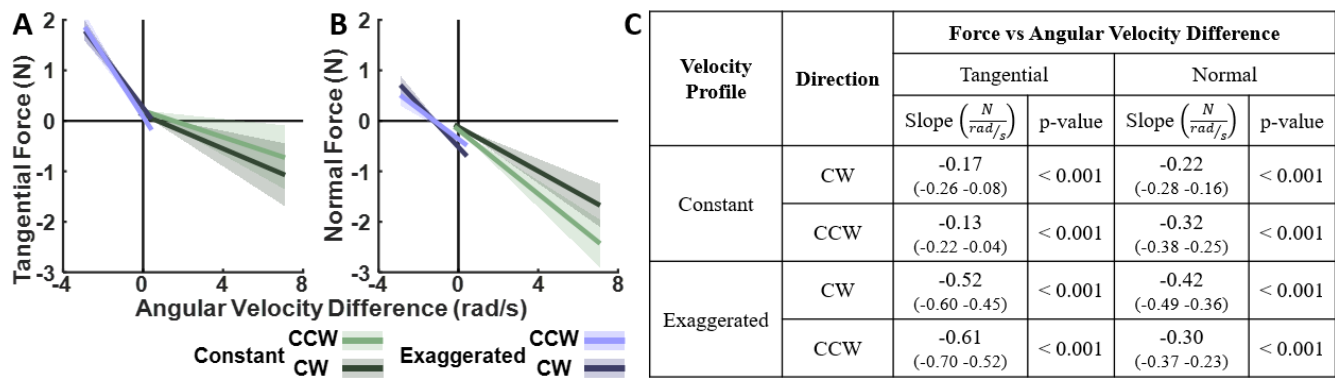 A
2
1
0
-1
-2
-3
-4 0 4 8
Tangential Force (N)
B
2
1
0
-1
-2
-3
-4 0 4 8
Normal Force (N)
Angular Velocity Difference (rad/s)
Constant
CCW
CW
Exaggerated
CCW
CW
C
Velocity Profile
Direction
Force vs Angular Velocity Difference
Tangential Normal
Slope (N/rad/s) p-value Slope (N/rad/s) p-value
Constant
CW -0.17 < 0.001 -0.22 < 0.001
(-0.26 -0.08) (-0.28 -0.16)
CCW -0.13 < 0.001 -0.32 < 0.001
(-0.22 -0.04) (-0.38 -0.25)
Exaggerated
CW -0.52 < 0.001 -0.42 < 0.001
(-0.60 -0.45) (-0.49 -0.36)
CCW -0.61 < 0.001 -0.30 < 0.001
(-0.70 -0.52) (-0.37 -0.23)